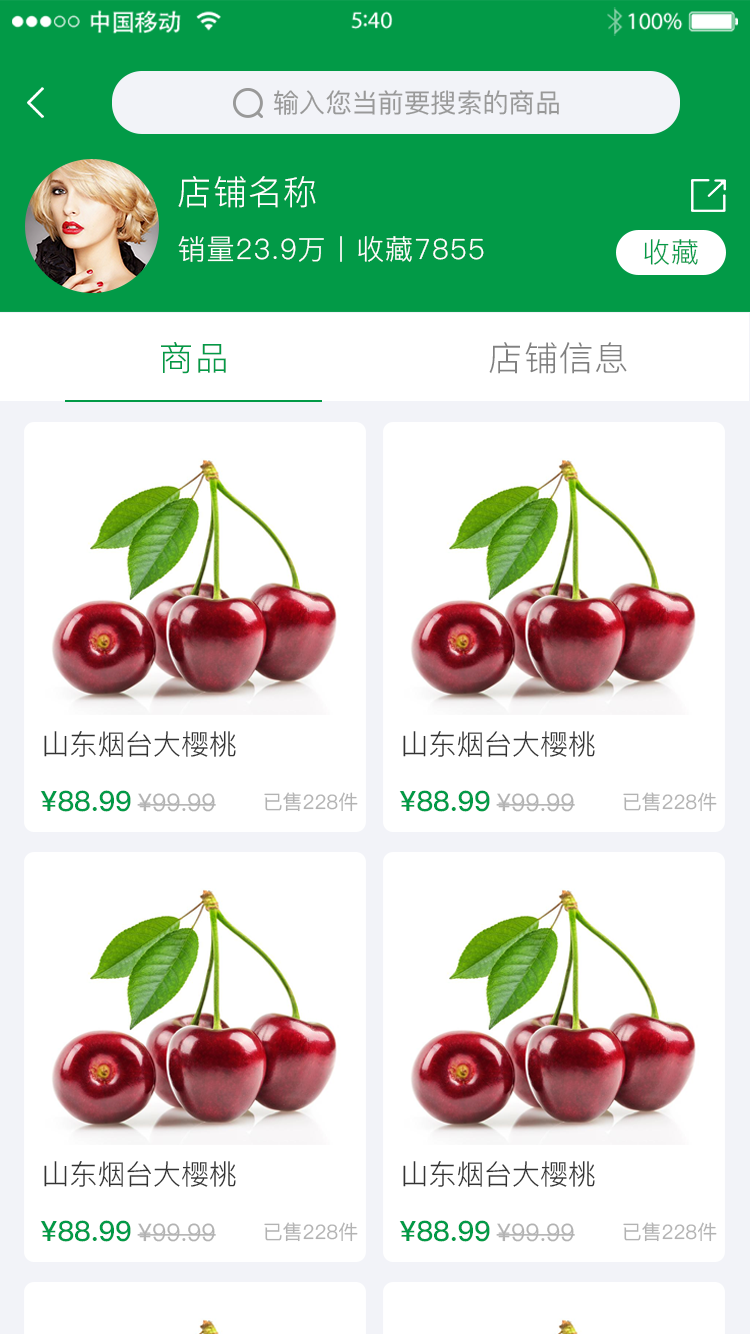 中国移动 5:40 100%
输入您当前要搜索的商品
店铺名称
销量23.9万 | 收藏7855 收藏
商品 店铺信息
山东烟台大樱桃 山东烟台大樱桃
¥88.99 ¥99.99 已售228件 ¥88.99 ¥99.99 已售228件
山东烟台大樱桃 山东烟台大樱桃
¥88.99 ¥99.99 已售228件 ¥88.99 ¥99.99 已售228件